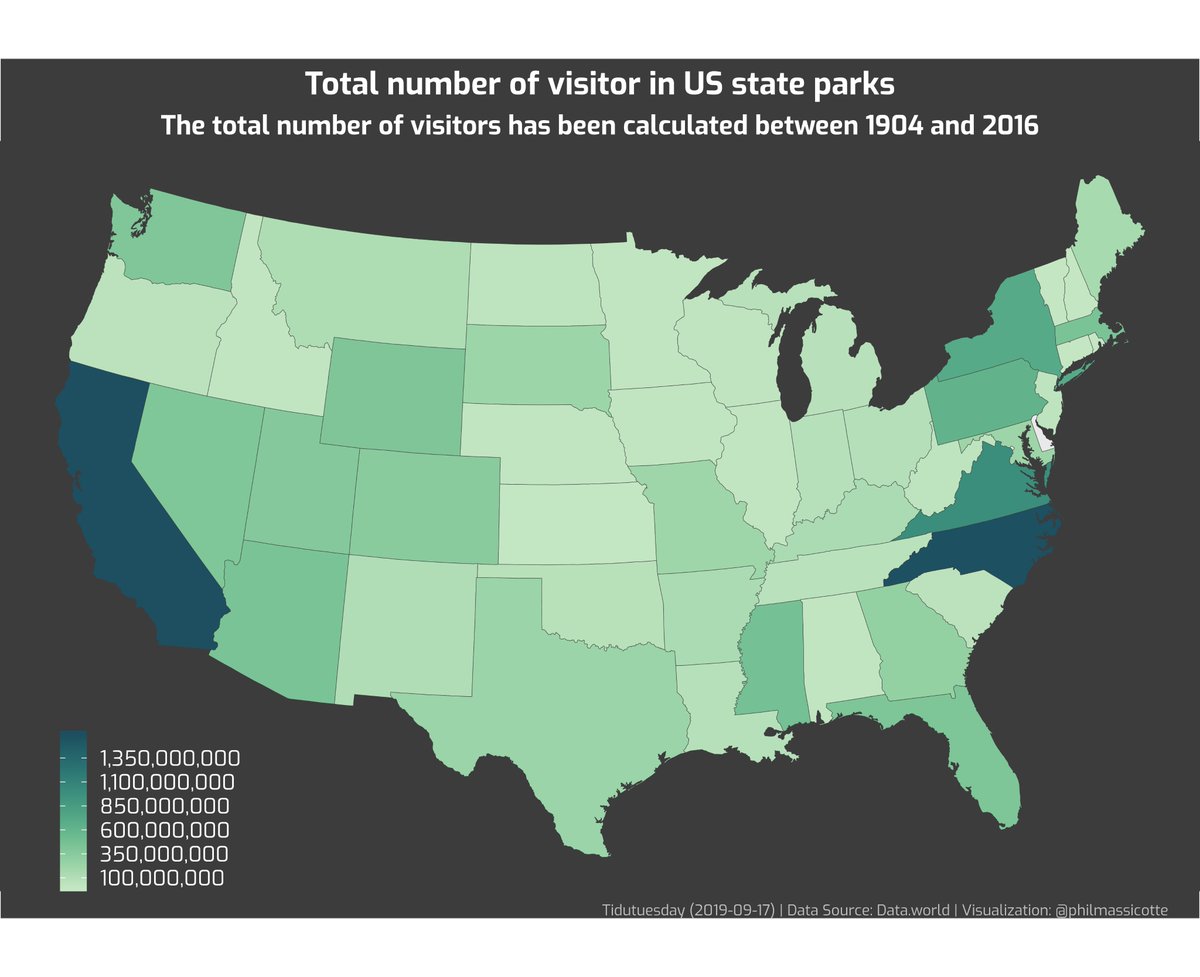 Total number of visitor in US state parks
The total number of visitors has been calculated between 1904 and 2016
1,350,000,000
1,100,000,000
850,000,000
600,000,000
350,000,000
100,000,000
Tidutuesday (2019-09-17) | Data Source: Data.world | Visualization: @philmassicotte